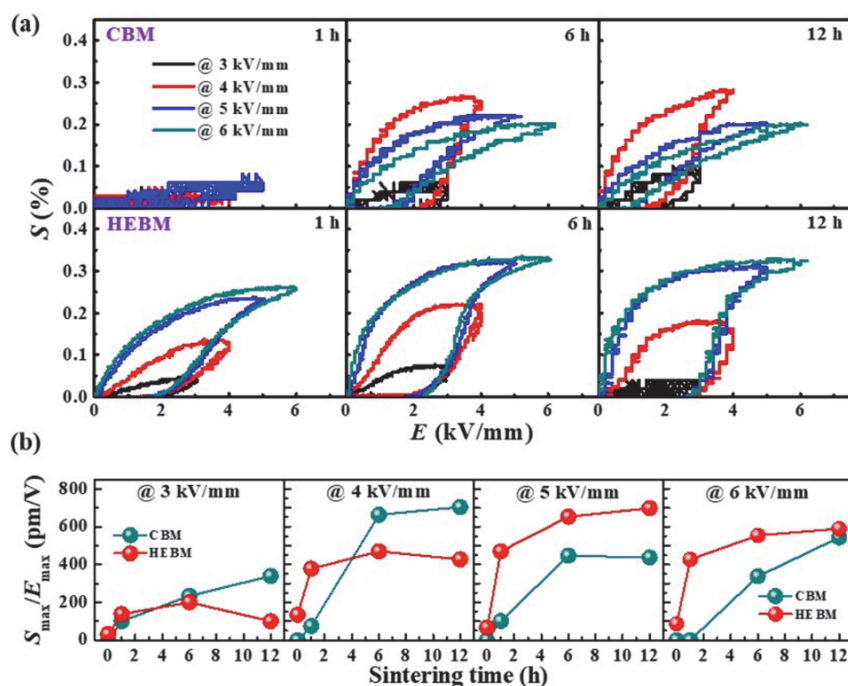 (a)
CBM
1 h
6 h
12 h
@ 3 kV/mm
@ 4 kV/mm
@ 5 kV/mm
@ 6 kV/mm
0.4
0.3
0.2
0.1
0.0
S (%)
HEBM
1 h
6 h
12 h
0.4
0.3
0.2
0.1
0.0
0 2 4 6 0 2 4 6 0 2 4 6
E (kV/mm)
(b)
@ 3 kV/mm
@ 4 kV/mm
@ 5 kV/mm
@ 6 kV/mm
CBM
HEBM
CBM
HEBM
800
600
400
200
0
Smax/Emax (pm/V)
0 2 4 6 8 10 12 0 2 4 6 8 10 12 0 2 4 6 8 10 12 0 2 4 6 8 10 12
Sintering time (h)